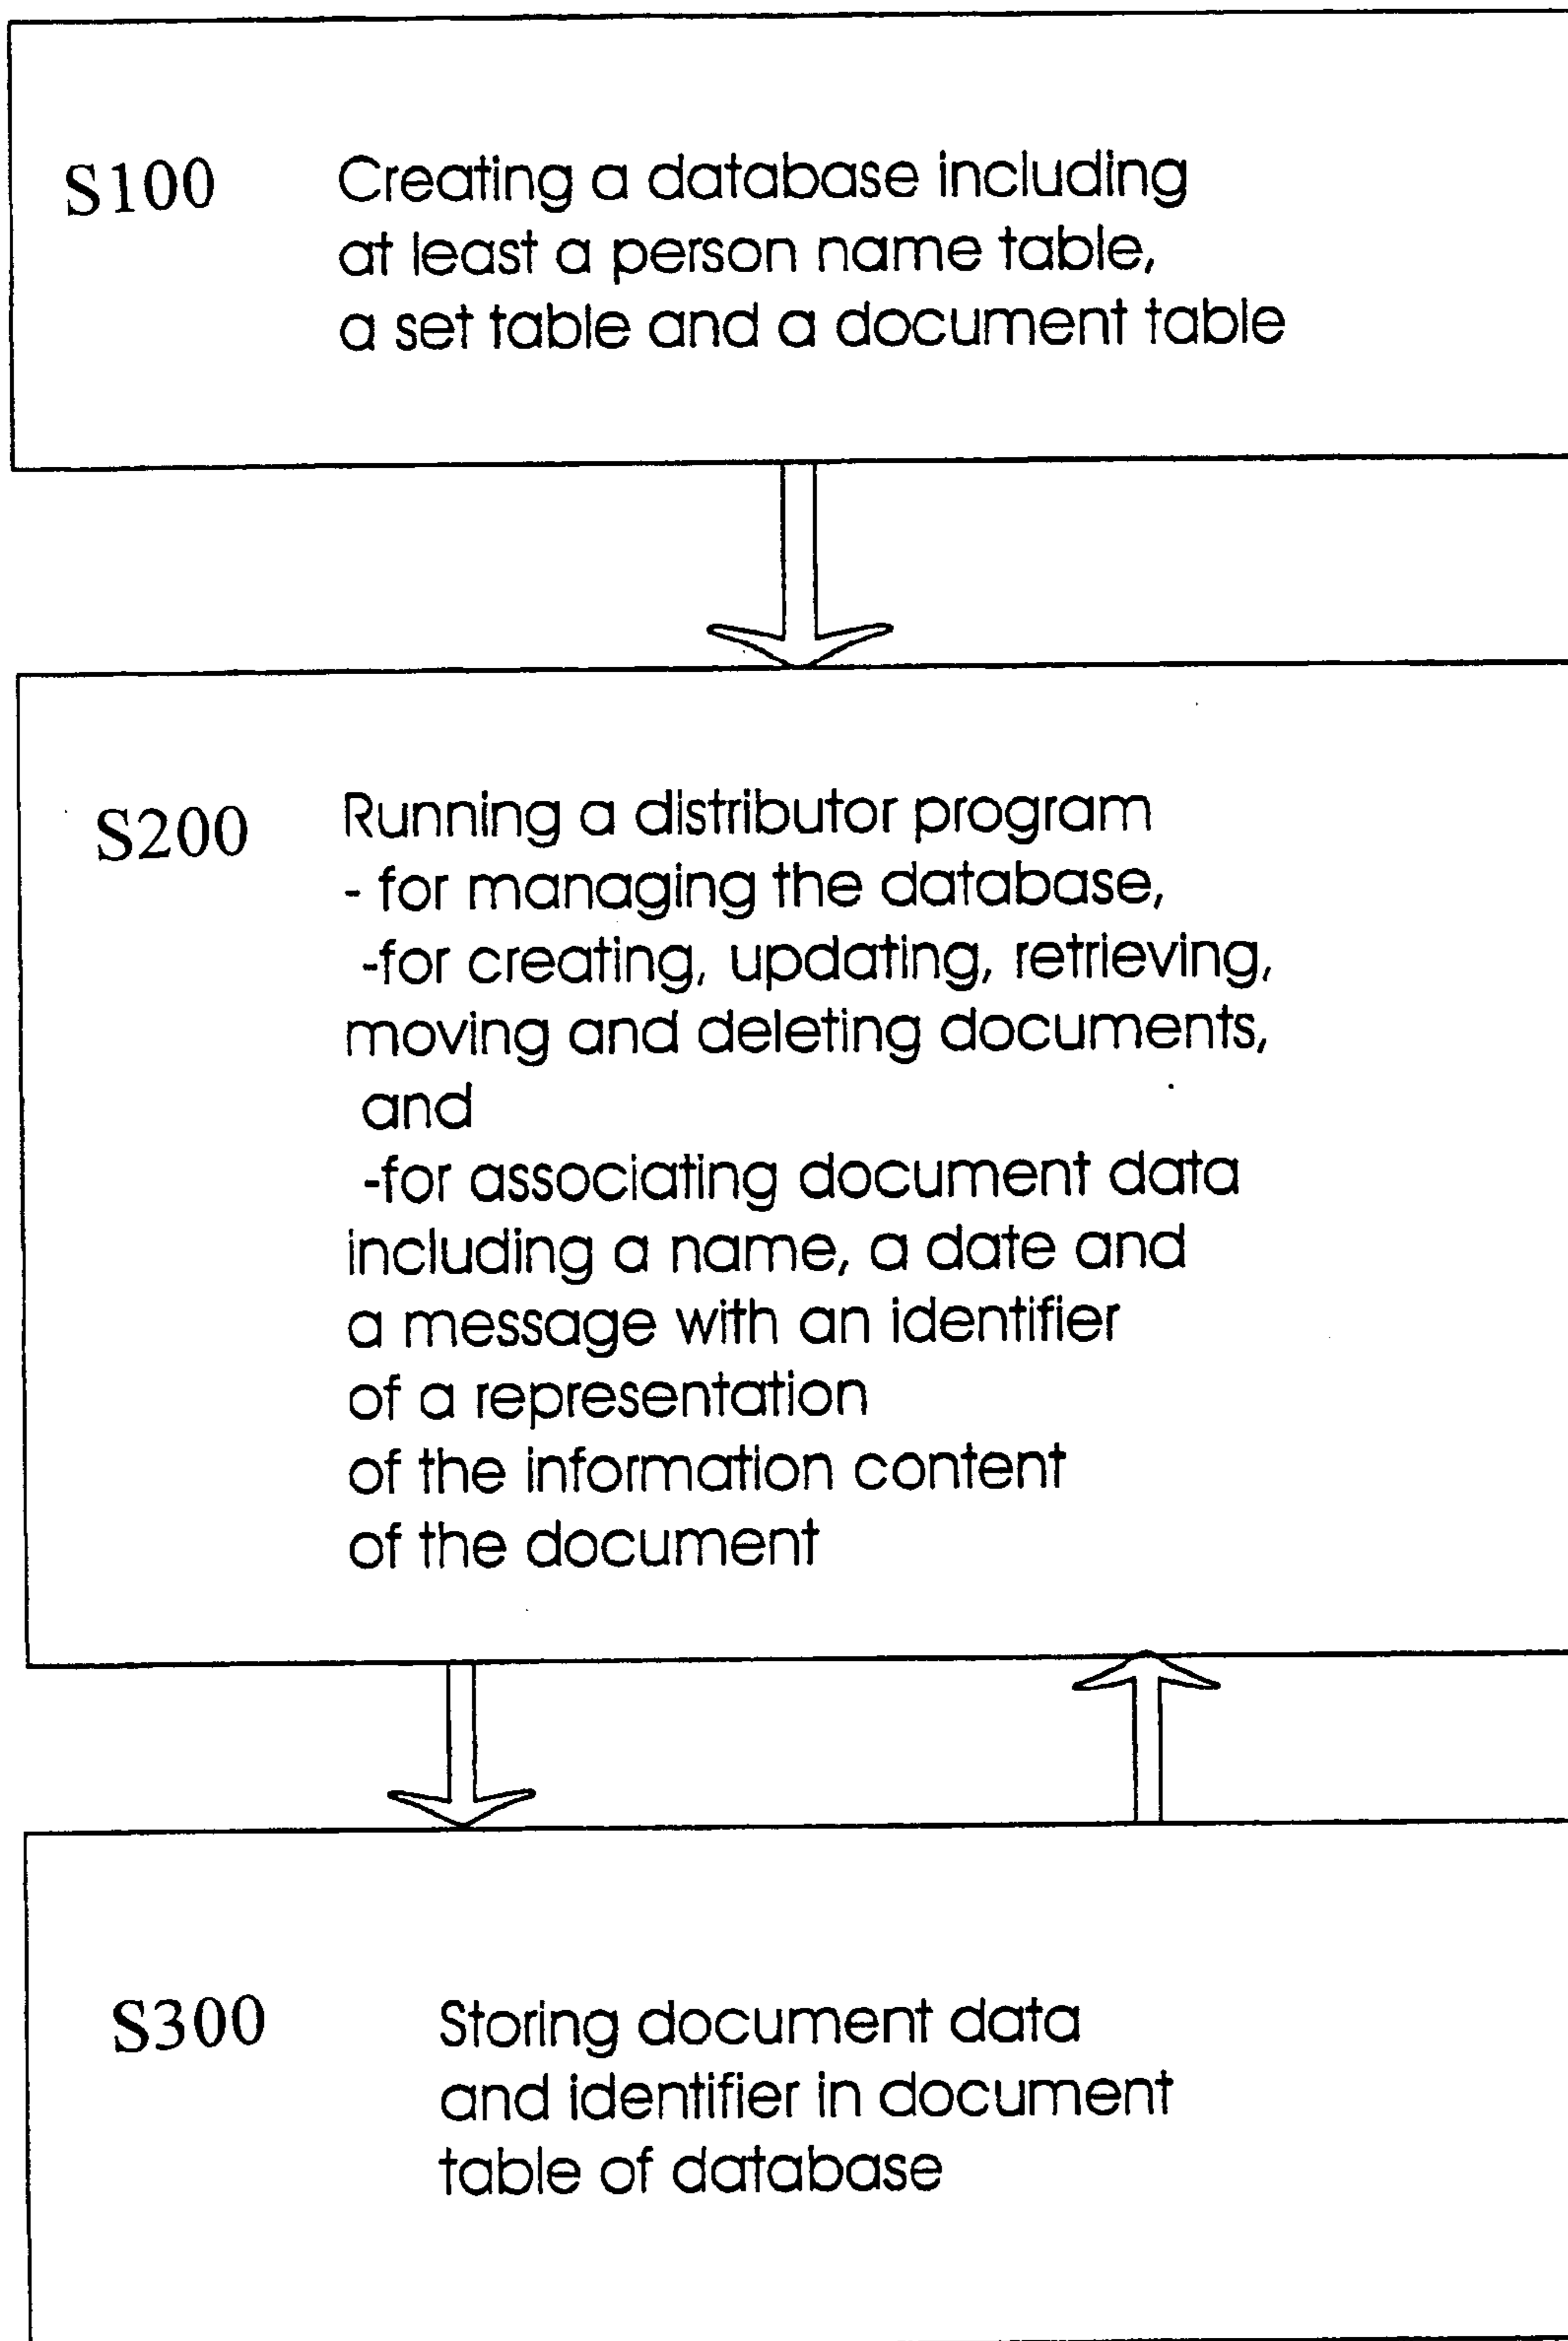 S100 Creating a database including
at least a person name table,
a set table and a document table
S200 Running a distributor program
- for managing the database,
-for creating, updating, retrieving,
moving and deleting documents,
and
-for associating document data
including a name, a date and
a message with an identifier
of a representation
of the information content
of the document
S300 Storing document data
and identifier in document
table of database